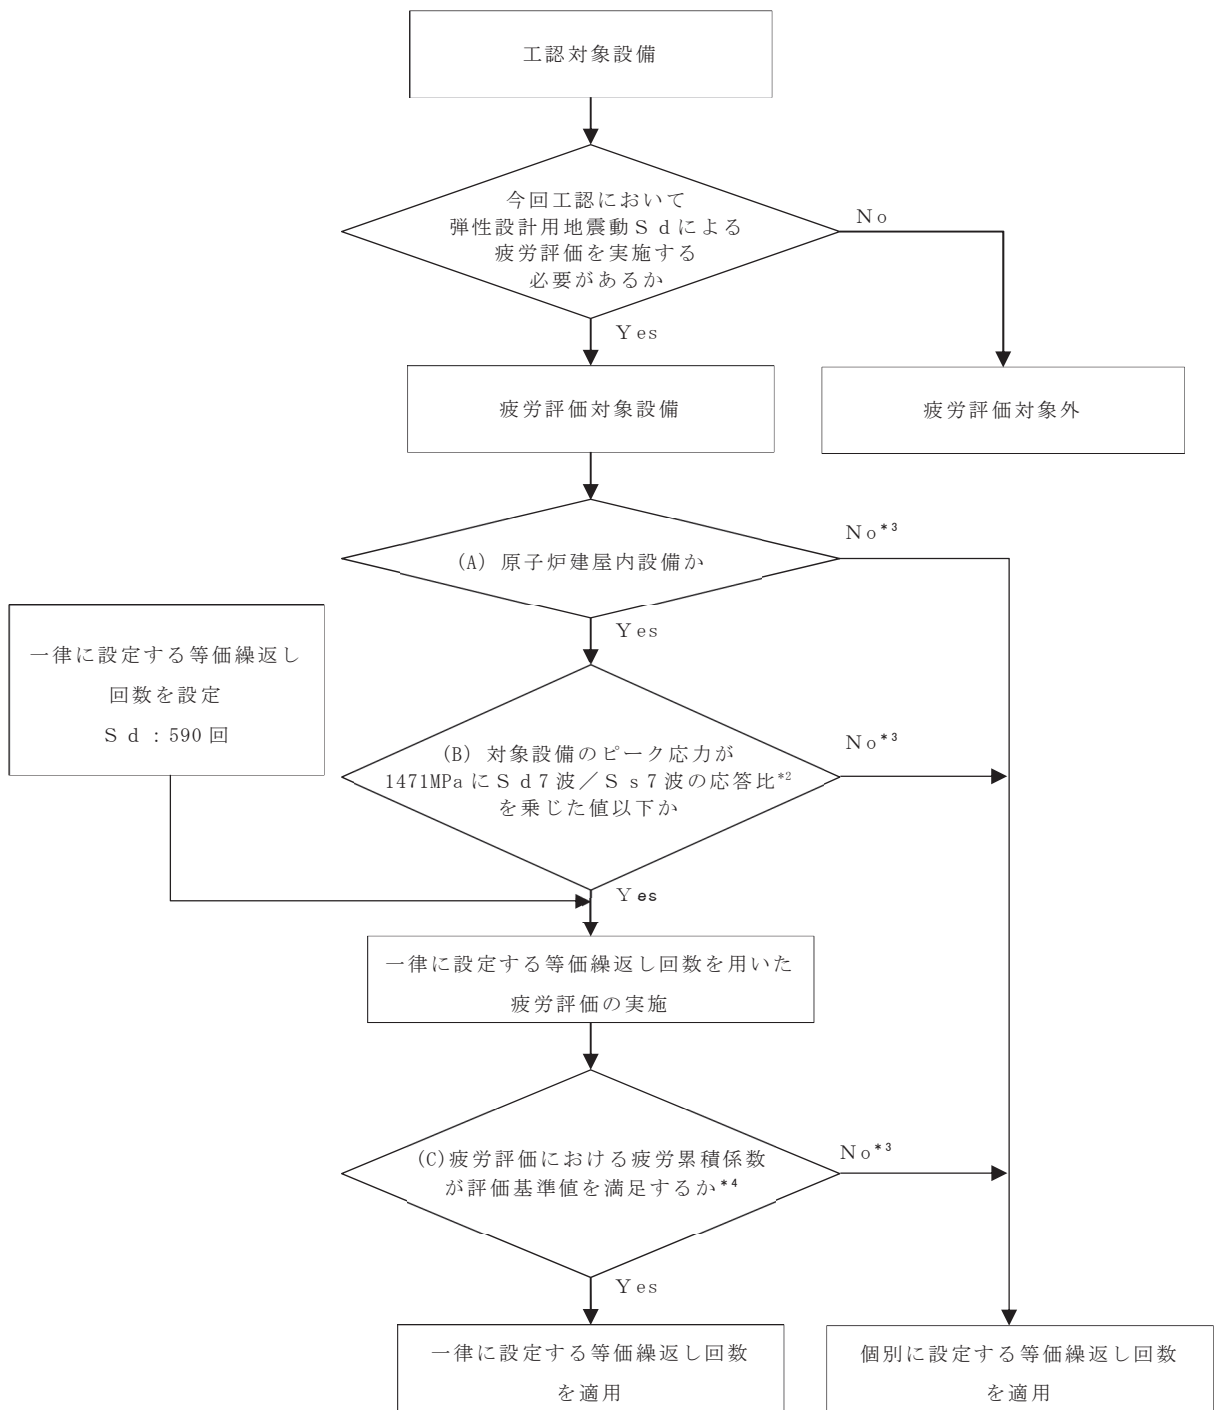 工認対象設備
今回工認において
弾性設計用地震動Ｓｄによる
疲労評価を実施する
必要があるか
No
Yes
疲労評価対象設備
疲労評価対象外
(A) 原子炉建屋内設備か
No*3
Yes
一律に設定する等価繰返し
回数を設定
Ｓｄ：590回
(B) 対象設備のピーク応力が
1471MPaにＳｄ７波／Ｓｓ７波の応答比*2
を乗じた値以下か
No*3
Yes
一律に設定する等価繰返し回数を用いた
疲労評価の実施
(C)疲労評価における疲労累積係数
が評価基準値を満足するか*4
No*3
Yes
一律に設定する等価繰返し回数
を適用
個別に設定する等価繰返し回数
を適用